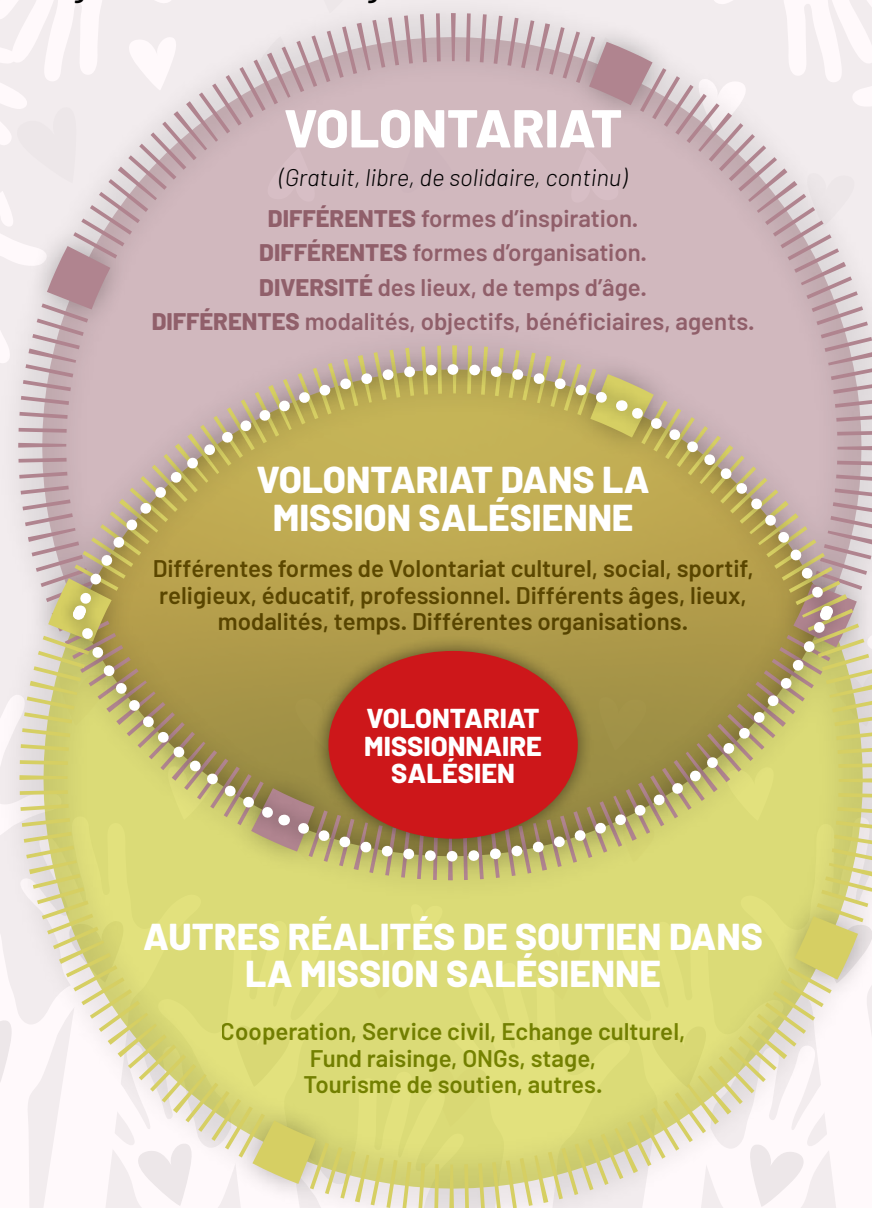 VOLONTARIAT
(Gratuit, libre, de solidaire, continu)
DIFFÉRENTES formes d’inspiration.
DIFFÉRENTES formes d’organisation.
DIVERSITÉ des lieux, de temps d’âge.
DIFFÉRENTES modalités, objectifs, bénéficiaires, agents.
VOLONTARIAT DANS LA
MISSION SALÉSIENNE
Différentes formes de Volontariat culturel, social, sportif,
religieux, éducatif, professionnel. Différents âges, lieux,
modalités, temps. Différentes organisations.
VOLONTARIAT
MISSIONNAIRE
SALÉSIEN
AUTRES RÉALITÉS DE SOUTIEN DANS
LA MISSION SALÉSIENNE
Cooperation, Service civil, Echange culturel,
Fund raisinge, ONGs, stage,
Tourisme de soutien, autres.